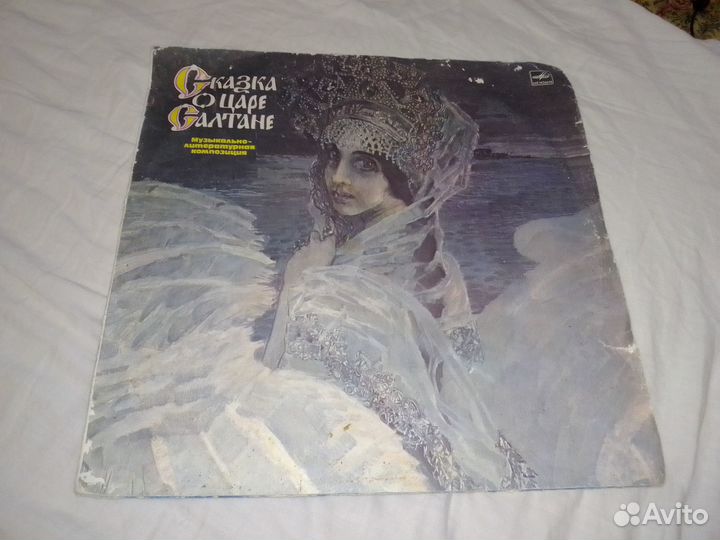 Сказка
о царе
Салтане
Музыкально-
литературная
композиция
Avito